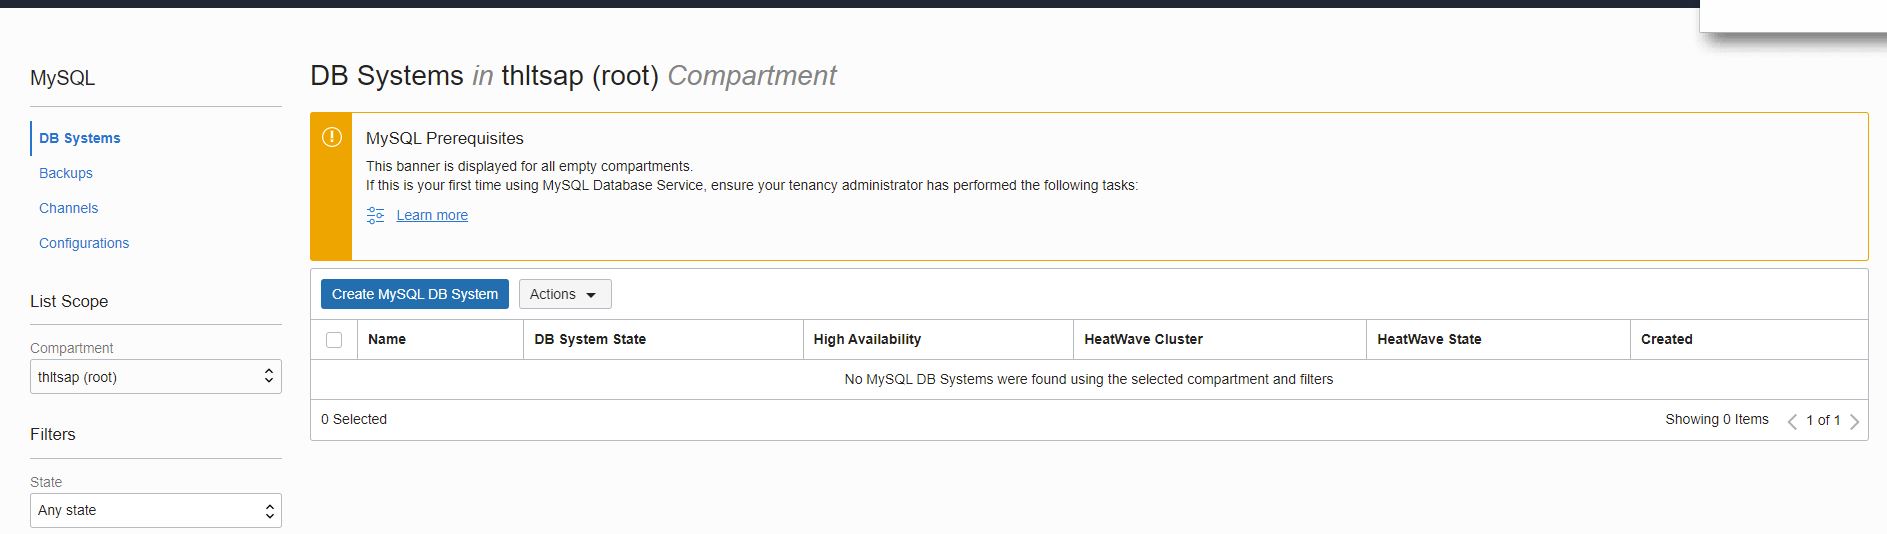 MySQL
DB Systems
Backups
Channels
Configurations
List Scope
Compartment
thltsap (root)
Filters
State
Any state
DB Systems in thltsap (root) Compartment
MySQL Prerequisites
This banner is displayed for all empty compartments.
If this is your first time using MySQL Database Service, ensure your tenancy administrator has performed the following tasks:
Learn more
Create MySQL DB System Actions
Name DB System State High Availability HeatWave Cluster HeatWave State Created
No MySQL DB Systems were found using the selected compartment and filters
0 Selected Showing 0 Items 1 of 1